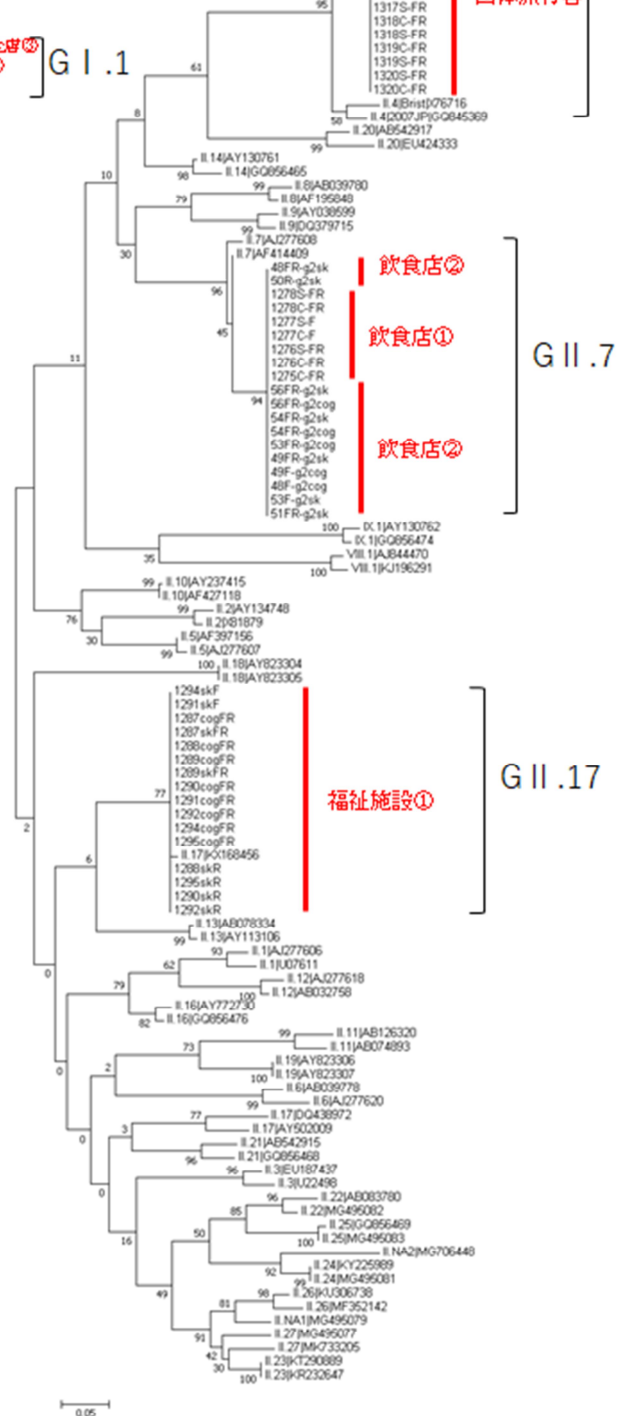 95
1317S-FR
1318C-FR
1318S-FR
1319C-FR
1319S-FR
1320S-FR
1320C-FR
GⅠ.1
61
II.4|Brist|X76716
58
II.4|2007JP|GQ845369
8
II.20|AB542917
99
II.20|EU424333
II.14|AY130761
98
II.14|GQ856465
10
99
II.8|AB039780
II.8|AF195848
79
II.9|AY038599
99
II.9|DQ379715
30
II.7|AJ277608
II.7|AF414409
96
45
94
48FR-g2sk
50R-g2sk
飲食店②
1278S-FR
1278C-FR
1277S-F
1277C-F
1276S-FR
1276C-FR
1275C-FR
飲食店①
GⅡ.7
56FR-g2sk
56FR-g2cog
54FR-g2sk
54FR-g2cog
53FR-g2cog
49FR-g2sk
49F-g2cog
48F-g2cog
53F-g2sk
51FR-g2sk
飲食店②
11
100
IX.1|AY130762
IX.1|GQ856474
35
VIII.1|AJ844470
100
VIII.1|KJ196291
99
II.10|AY237415
II.10|AF427118
76
99
II.2|AY134748
II.2|X81879
30
II.5|AF397156
99
II.5|AJ277607
100
II.18|AY823304
II.18|AY823305
1294skF
1291skF
1287cogFR
1287skFR
1288cogFR
1289cogFR
1289skFR
1290cogFR
1291cogFR
1292cogFR
1294cogFR
1295cogFR
II.17|KX168456
1288skR
1295skR
1290skR
1292skR
77
福祉施設①
GⅡ.17
2
6
II.13|AB078334
99
II.13|AY113106
93
II.1|AJ277606
62
II.1|U07611
II.12|AJ277618
100
II.12|AB032758
79
0
II.16|AY772730
82
II.16|GQ856476
99
II.11|AB126320
II.11|AB074893
73
II.19|AY823306
100
II.19|AY823307
0
2
II.6|AB039778
99
II.6|AJ277620
77
II.17|DQ438972
II.17|AY502009
0
3
II.21|AB542915
96
II.21|GQ856468
0
96
II.3|EU187437
II.3|U22498
96
II.22|AB083780
II.22|MG495082
85
II.25|GQ856469
100
II.25|MG495083
16
50
II.NA2|MG706448
92
II.24|KY225989
99
II.24|MG495081
49
98
II.26|KU306738
81
II.26|MF352142
II.NA1|MG495079
91
II.27|MG495077
42
II.27|MK733205
30
II.23|KT290889
100
II.23|KR232647
0.05